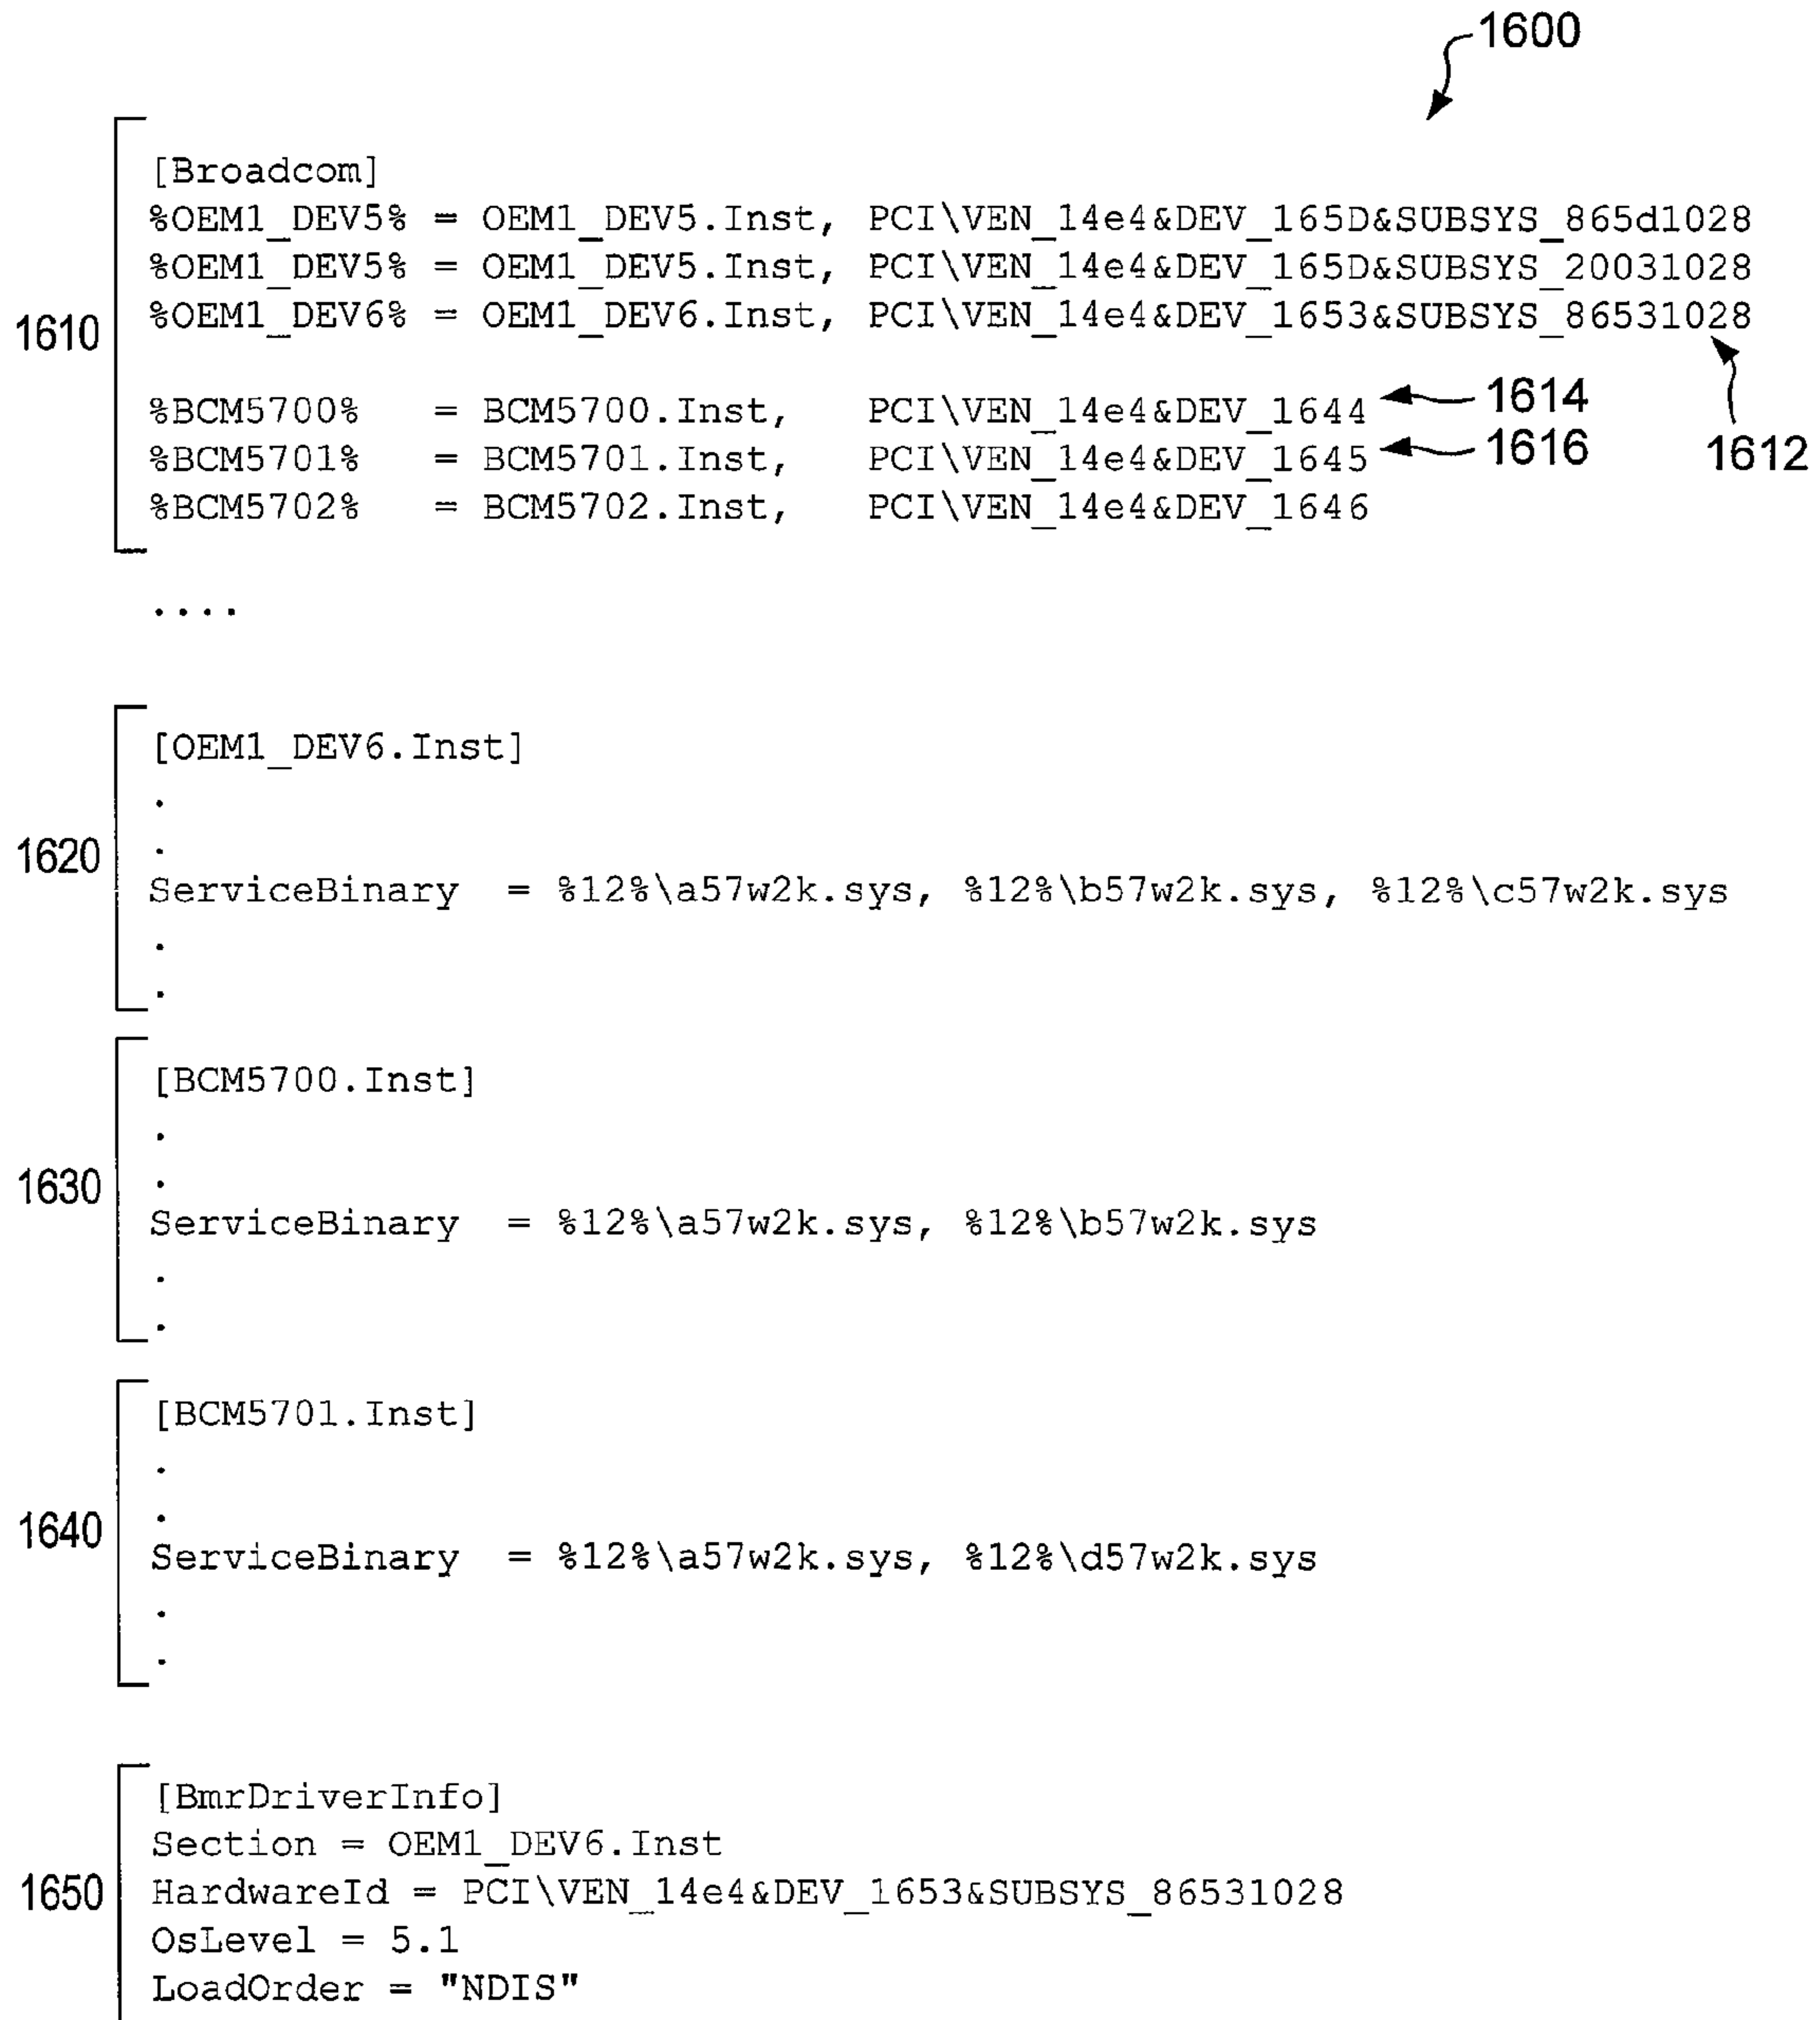 1600
[Broadcom]
%OEM1_DEV5% = OEM1_DEV5.Inst, PCI\VEN_14e4&DEV_165D&SUBSYS_865d1028
%OEM1_DEV5% = OEM1_DEV5.Inst, PCI\VEN_14e4&DEV_165D&SUBSYS_20031028
%OEM1_DEV6% = OEM1_DEV6.Inst, PCI\VEN_14e4&DEV_1653&SUBSYS_86531028
1610
%BCM5700% = BCM5700.Inst, PCI\VEN_14e4&DEV_1644 1614
%BCM5701% = BCM5701.Inst, PCI\VEN_14e4&DEV_1645 1616 1612
%BCM5702% = BCM5702.Inst, PCI\VEN_14e4&DEV_1646
....
[OEM1_DEV6.Inst]
.
.
1620
ServiceBinary = %12%\a57w2k.sys, %12%\b57w2k.sys, %12%\c57w2k.sys
.
.
[BCM5700.Inst]
.
.
1630
ServiceBinary = %12%\a57w2k.sys, %12%\b57w2k.sys
.
.
[BCM5701.Inst]
.
.
1640
ServiceBinary = %12%\a57w2k.sys, %12%\d57w2k.sys
.
.
[BmrDriverInfo]
Section = OEM1_DEV6.Inst
1650
HardwareId = PCI\VEN_14e4&DEV_1653&SUBSYS_86531028
OsLevel = 5.1
LoadOrder = "NDIS"